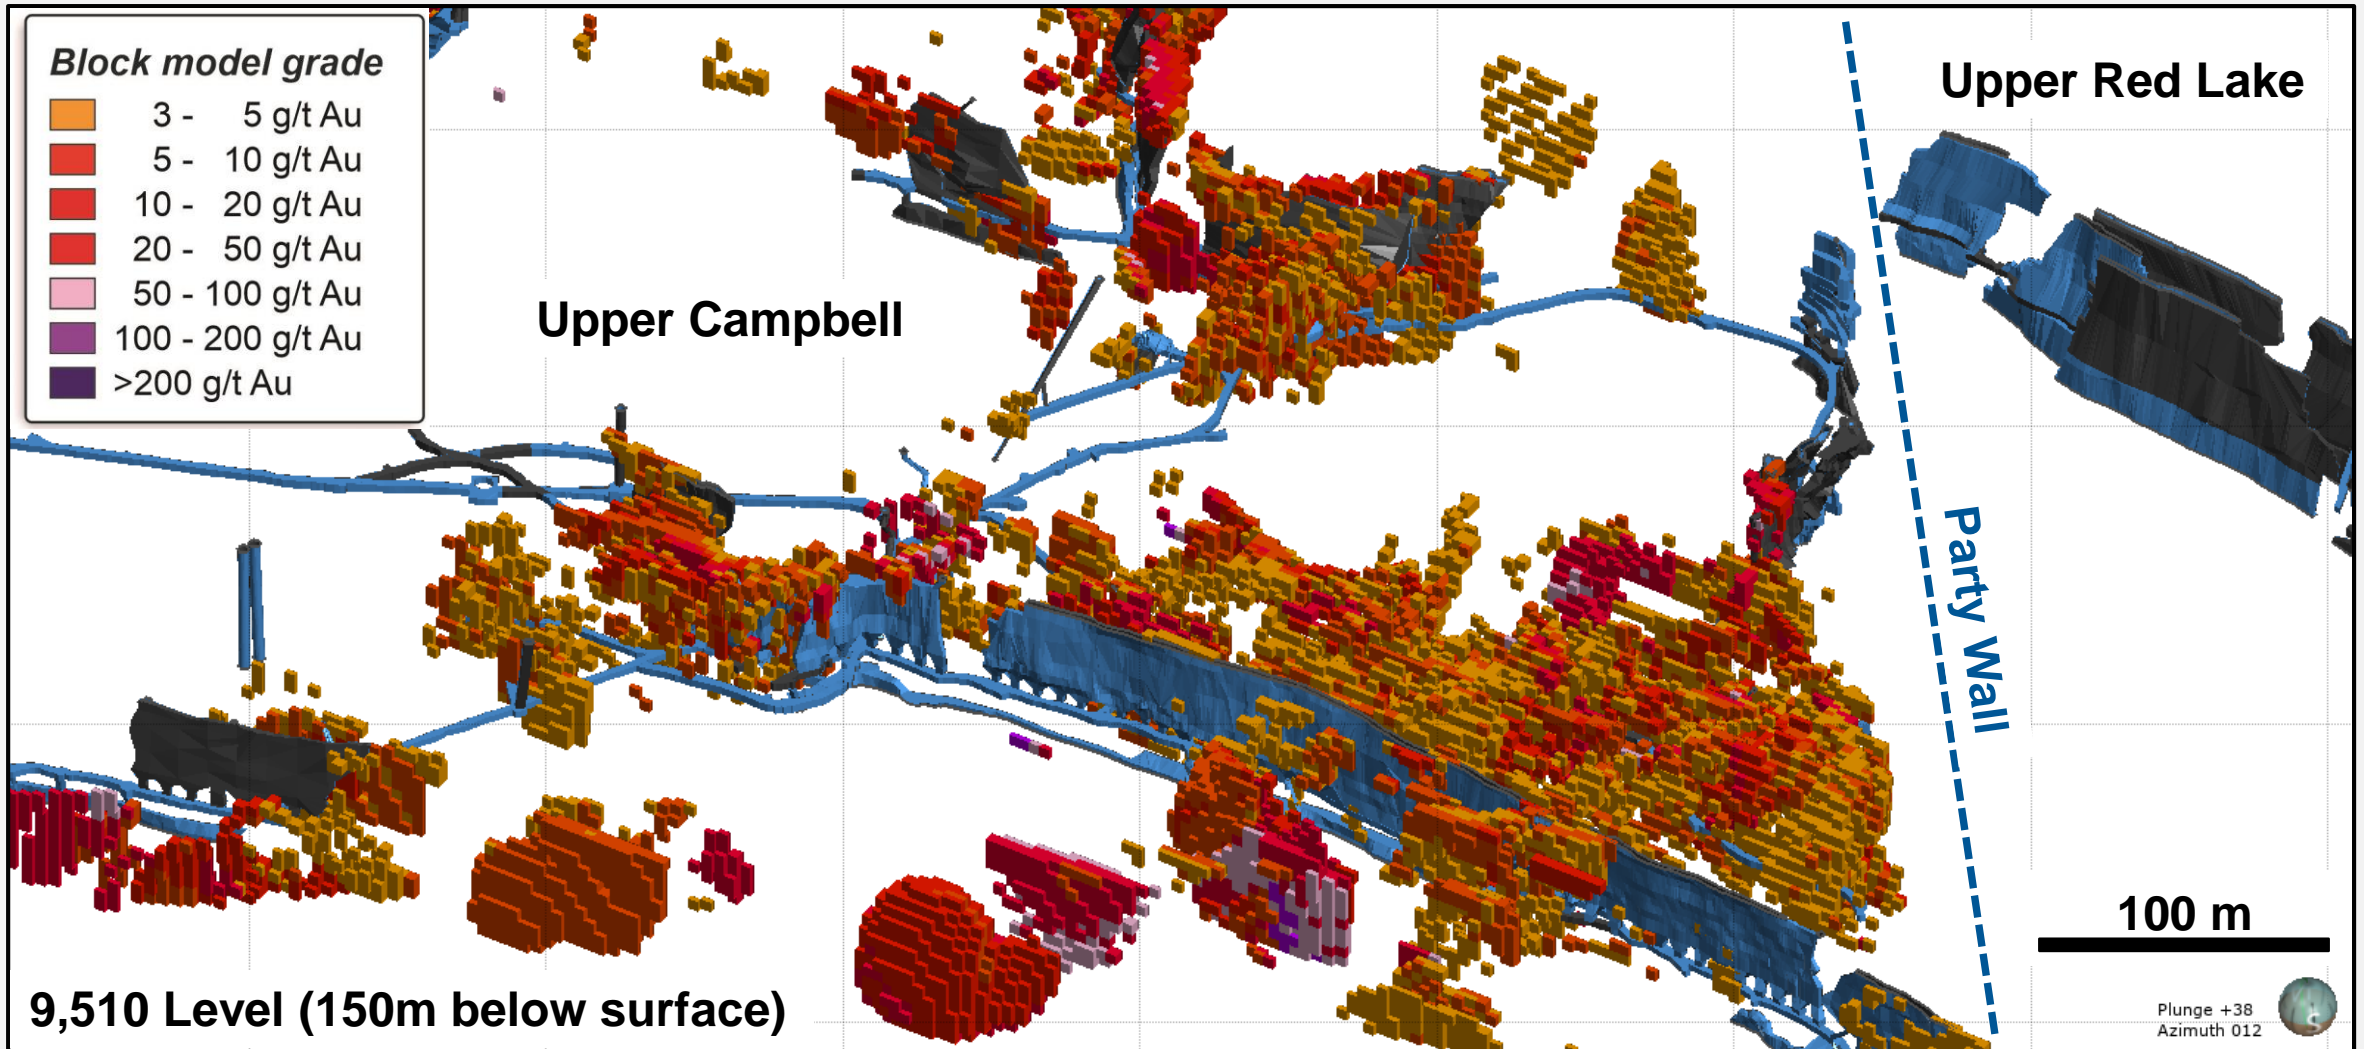 Block model grade
3 - 5 g/t Au
5 - 10 g/t Au
10 - 20 g/t Au
20 - 50 g/t Au
50 - 100 g/t Au
100 - 200 g/t Au
>200 g/t Au
Upper Red Lake
Upper Campbell
Party Wall
100 m
9,510 Level (150m below surface)
Plunge +38
Azimuth 012
S